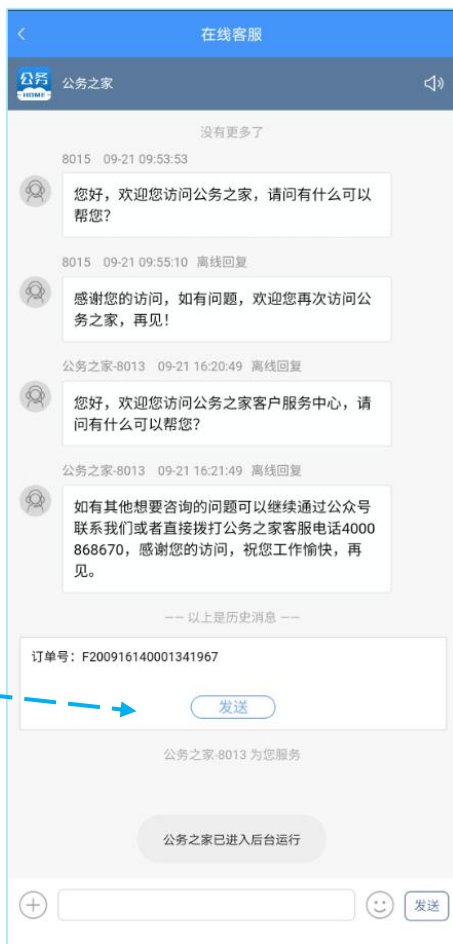 在线客服
公务
HOME
公务之家
没有更多了
8015 09-21 09:53:53
您好，欢迎您访问公务之家，请问有什么可以
帮您？
8015 09-21 09:55:10 离线回复
感谢您的访问，如有问题，欢迎您再次访问公
务之家，再见！
公务之家-8013 09-21 16:20:49 离线回复
您好，欢迎您访问公务之家客户服务中心，请
问有什么可以帮您？
公务之家-8013 09-21 16:21:49 离线回复
如有其他想要咨询的问题可以继续通过公众号
联系我们或者直接拨打公务之家客服电话4000
868670，感谢您的访问，祝您工作愉快，再
见。
—— 以上是历史消息 ——
订单号：F200916140001341967
发送
公务之家-8013 为您服务
公务之家已进入后台运行
发送